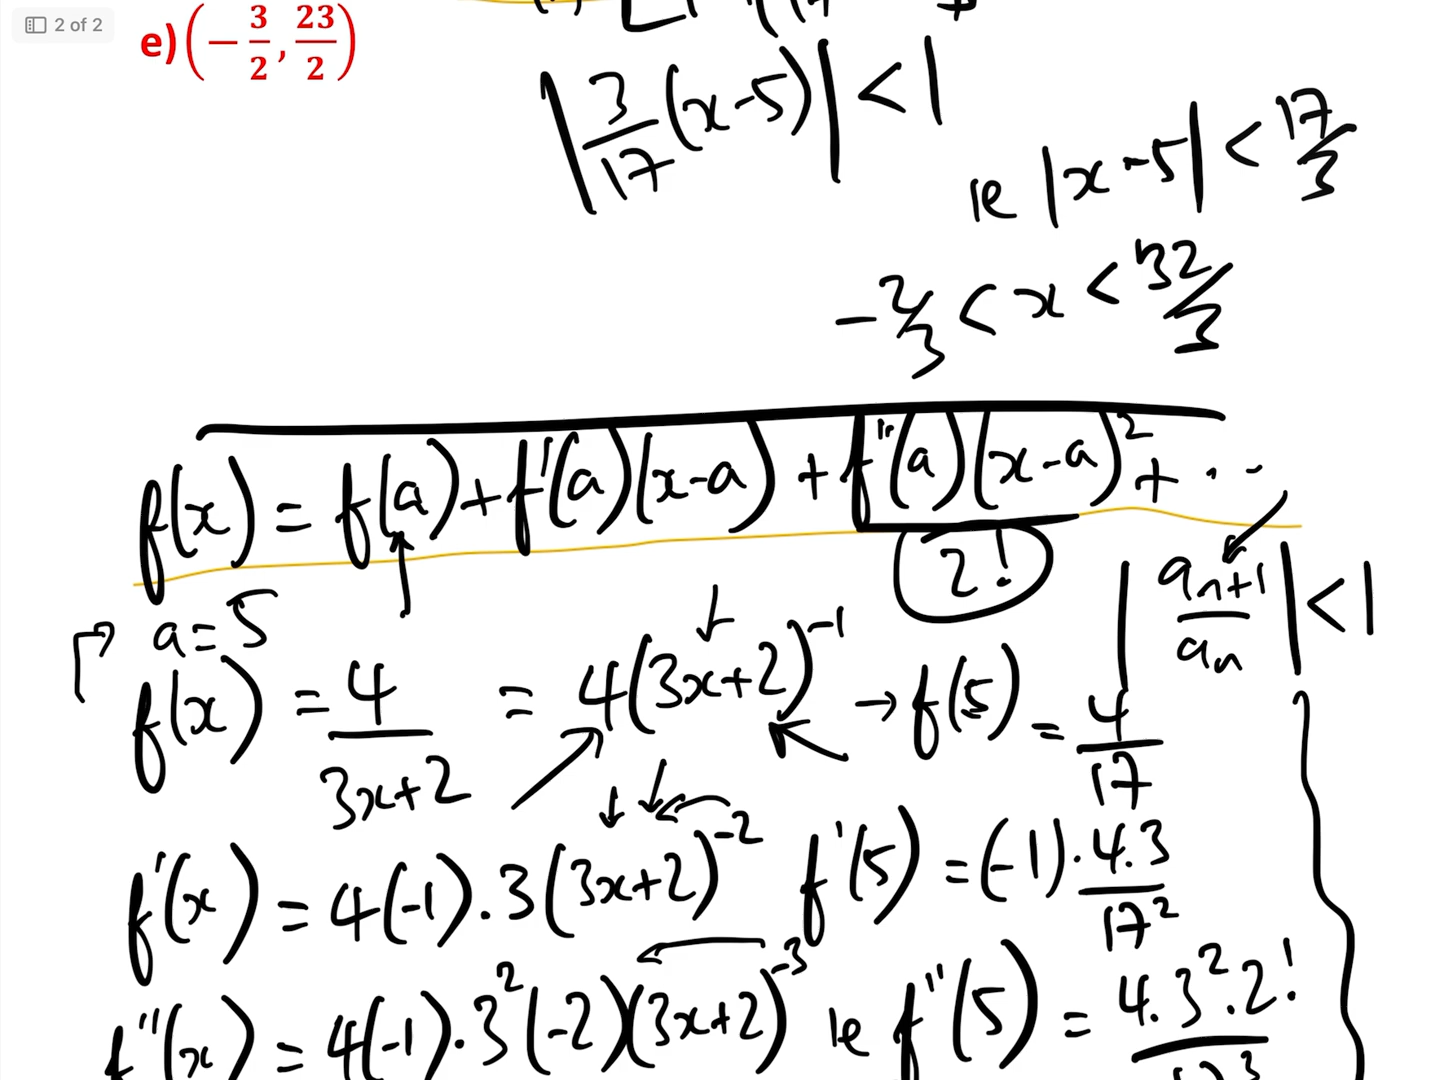 2 of 2
e) (−3/2, 23/2)
|3/17 (x-5)| < 1
ie |x-5| < 17/3
-2/3 < x < 32/3
f(x) = f(a) + f'(a)(x-a) + f''(a)(x-a)²/2! + ...
|aₙ₊₁/aₙ| < 1
a = 5
f(x) = 4/(3x+2) = 4(3x+2)⁻¹ → f(5) = 4/17
f'(x) = 4(-1).3(3x+2)⁻² f'(5) = (-1).4.3/17²
f''(x) = 4(-1).3²(-2)(3x+2)⁻³ ie f''(5) = 4.3².2!/17³